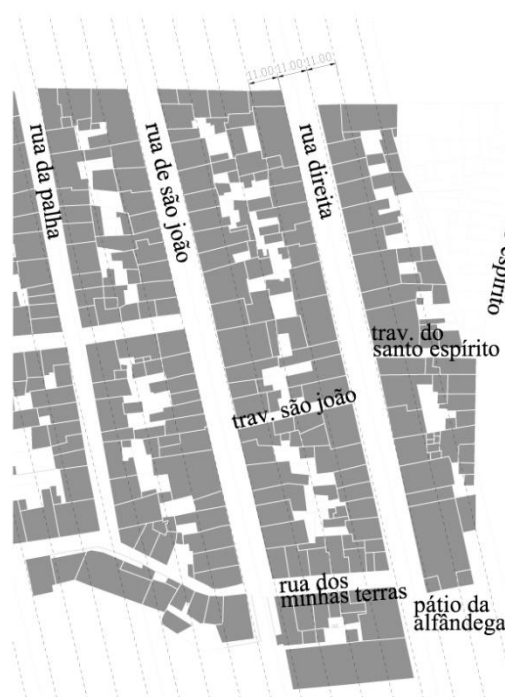 11.00 11.00 11.00
rua da palha
rua de são joão
rua direita
espírito
trav. do
santo espírito
trav. são joão
rua dos
minhas terras
pátio da
alfândega